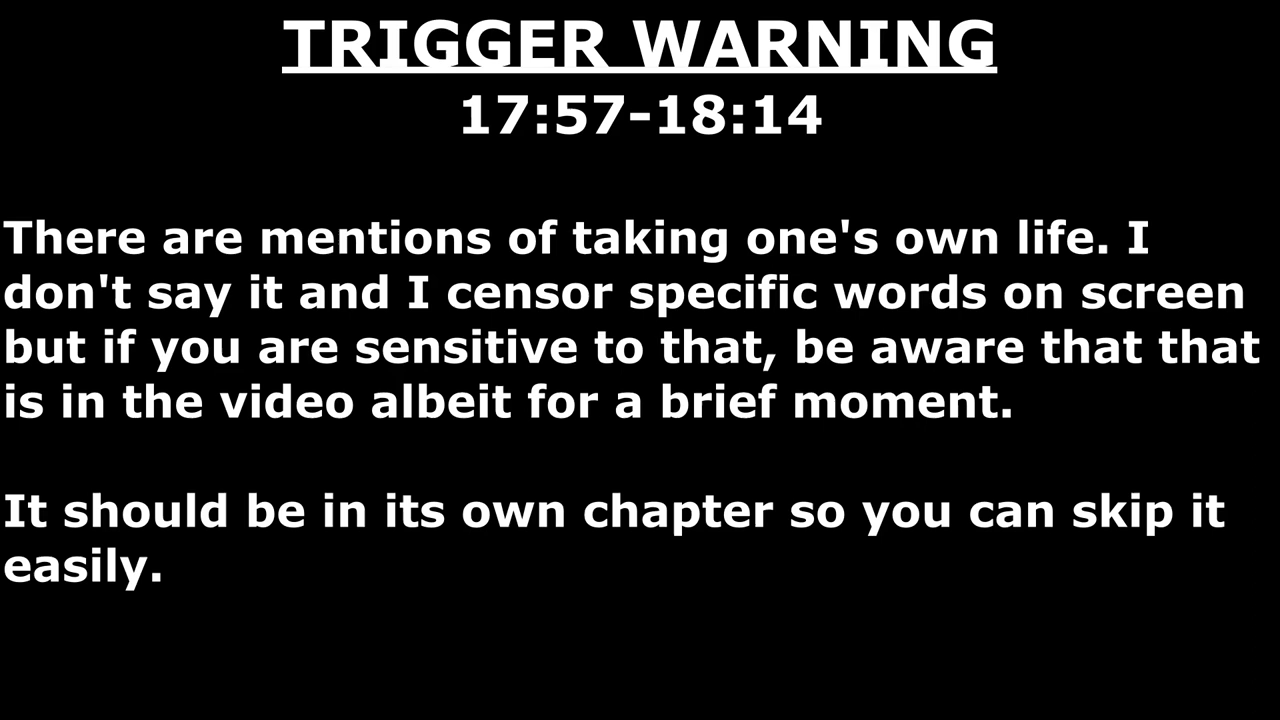 TRIGGER WARNING
17:57-18:14
There are mentions of taking one's own life. I
don't say it and I censor specific words on screen
but if you are sensitive to that, be aware that that
is in the video albeit for a brief moment.
It should be in its own chapter so you can skip it
easily.